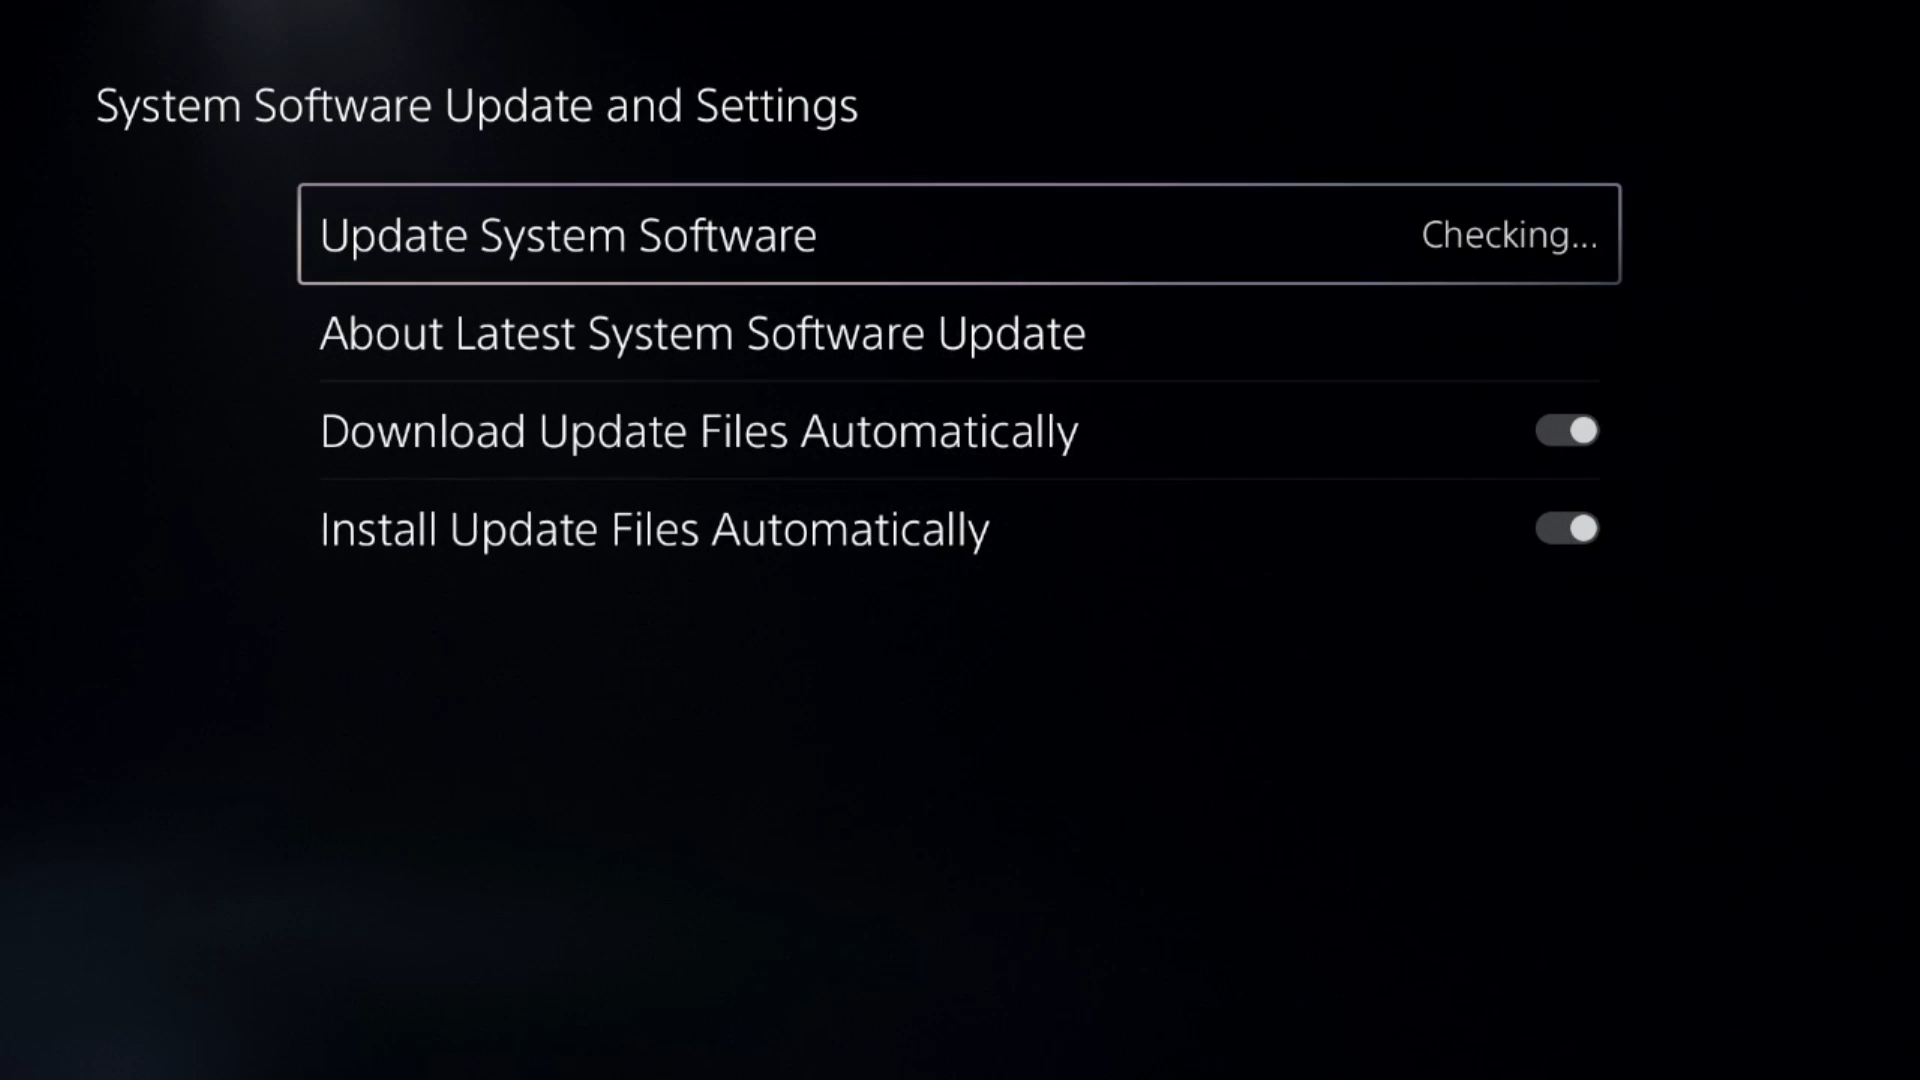 System Software Update and Settings
Update System Software Checking...
About Latest System Software Update
Download Update Files Automatically
Install Update Files Automatically